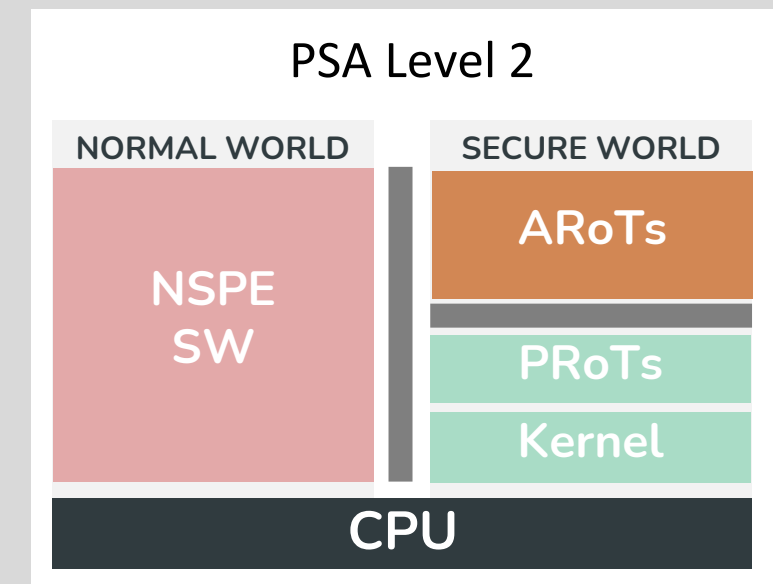 PSA Level 2
NORMAL WORLD
SECURE WORLD
NSPE
SW
ARoTs
PRoTs
Kernel
CPU